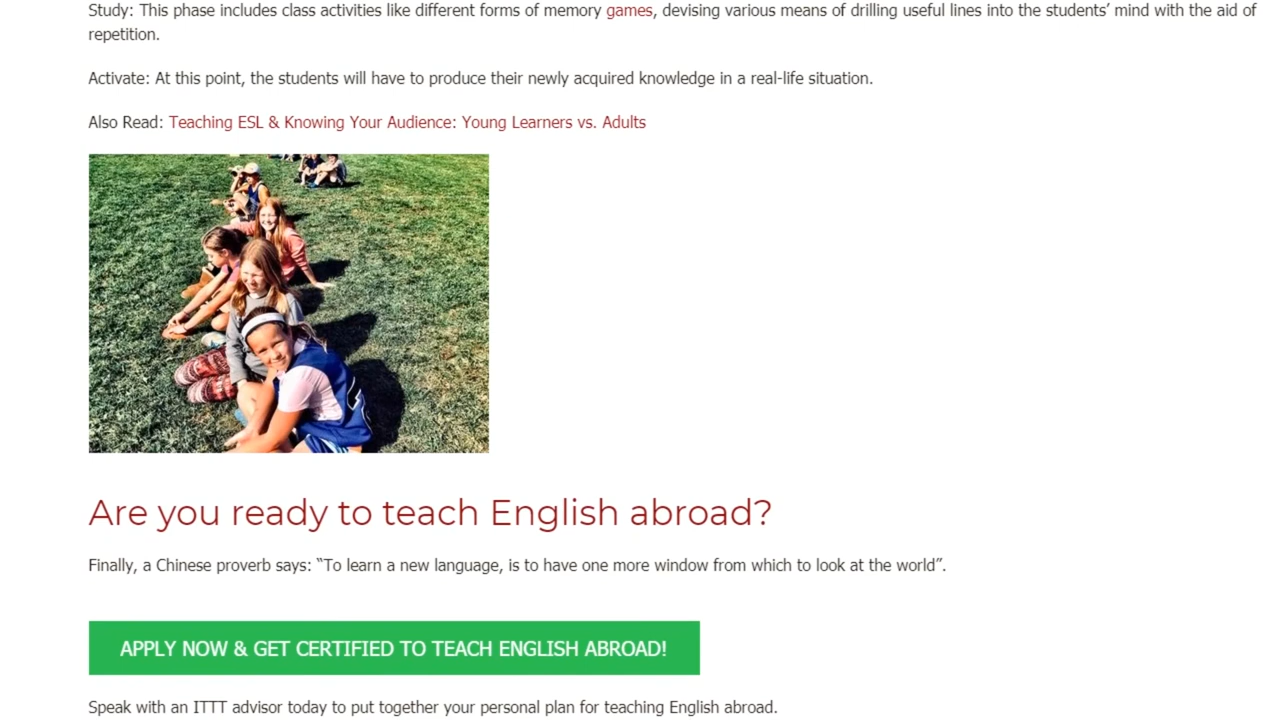 Study: This phase includes class activities like different forms of memory games, devising various means of drilling useful lines into the students’ mind with the aid of
repetition.
Activate: At this point, the students will have to produce their newly acquired knowledge in a real-life situation.
Also Read: Teaching ESL & Knowing Your Audience: Young Learners vs. Adults
Are you ready to teach English abroad?
Finally, a Chinese proverb says: “To learn a new language, is to have one more window from which to look at the world”.
APPLY NOW & GET CERTIFIED TO TEACH ENGLISH ABROAD!
Speak with an ITTT advisor today to put together your personal plan for teaching English abroad.